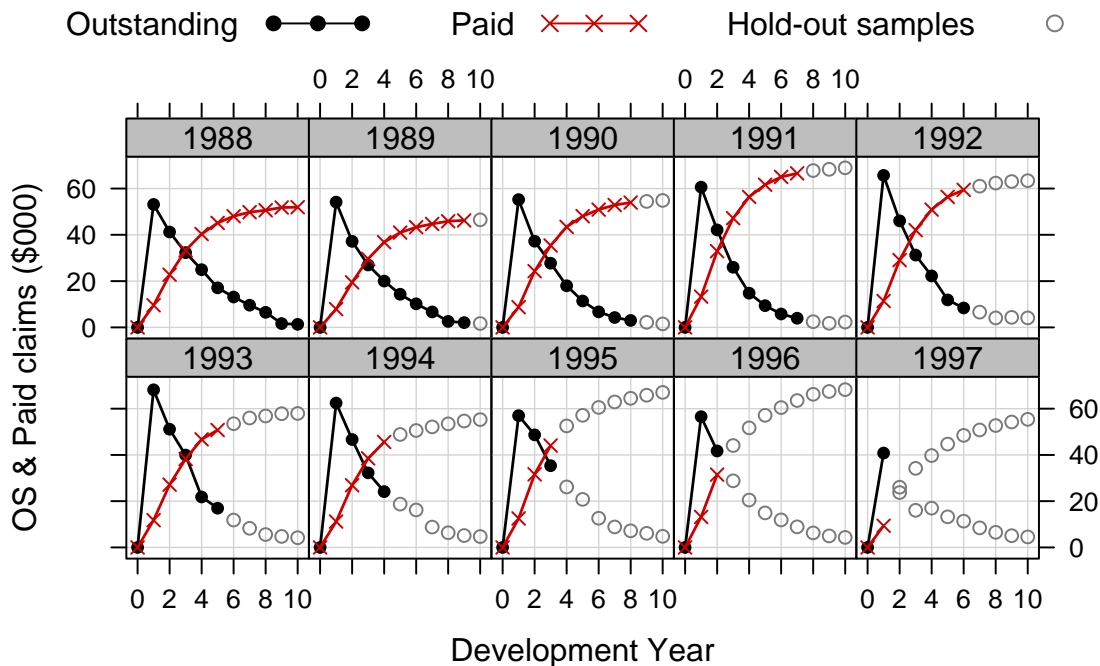 Outstanding Paid Hold-out samples
0 2 4 6 8 10 0 2 4 6 8 10
1988 1989 1990 1991 1992
60
40
20
0
1993 1994 1995 1996 1997
60
40
20
0
0 2 4 6 8 10 0 2 4 6 8 10 0 2 4 6 8 10
OS & Paid claims ($000)
Development Year